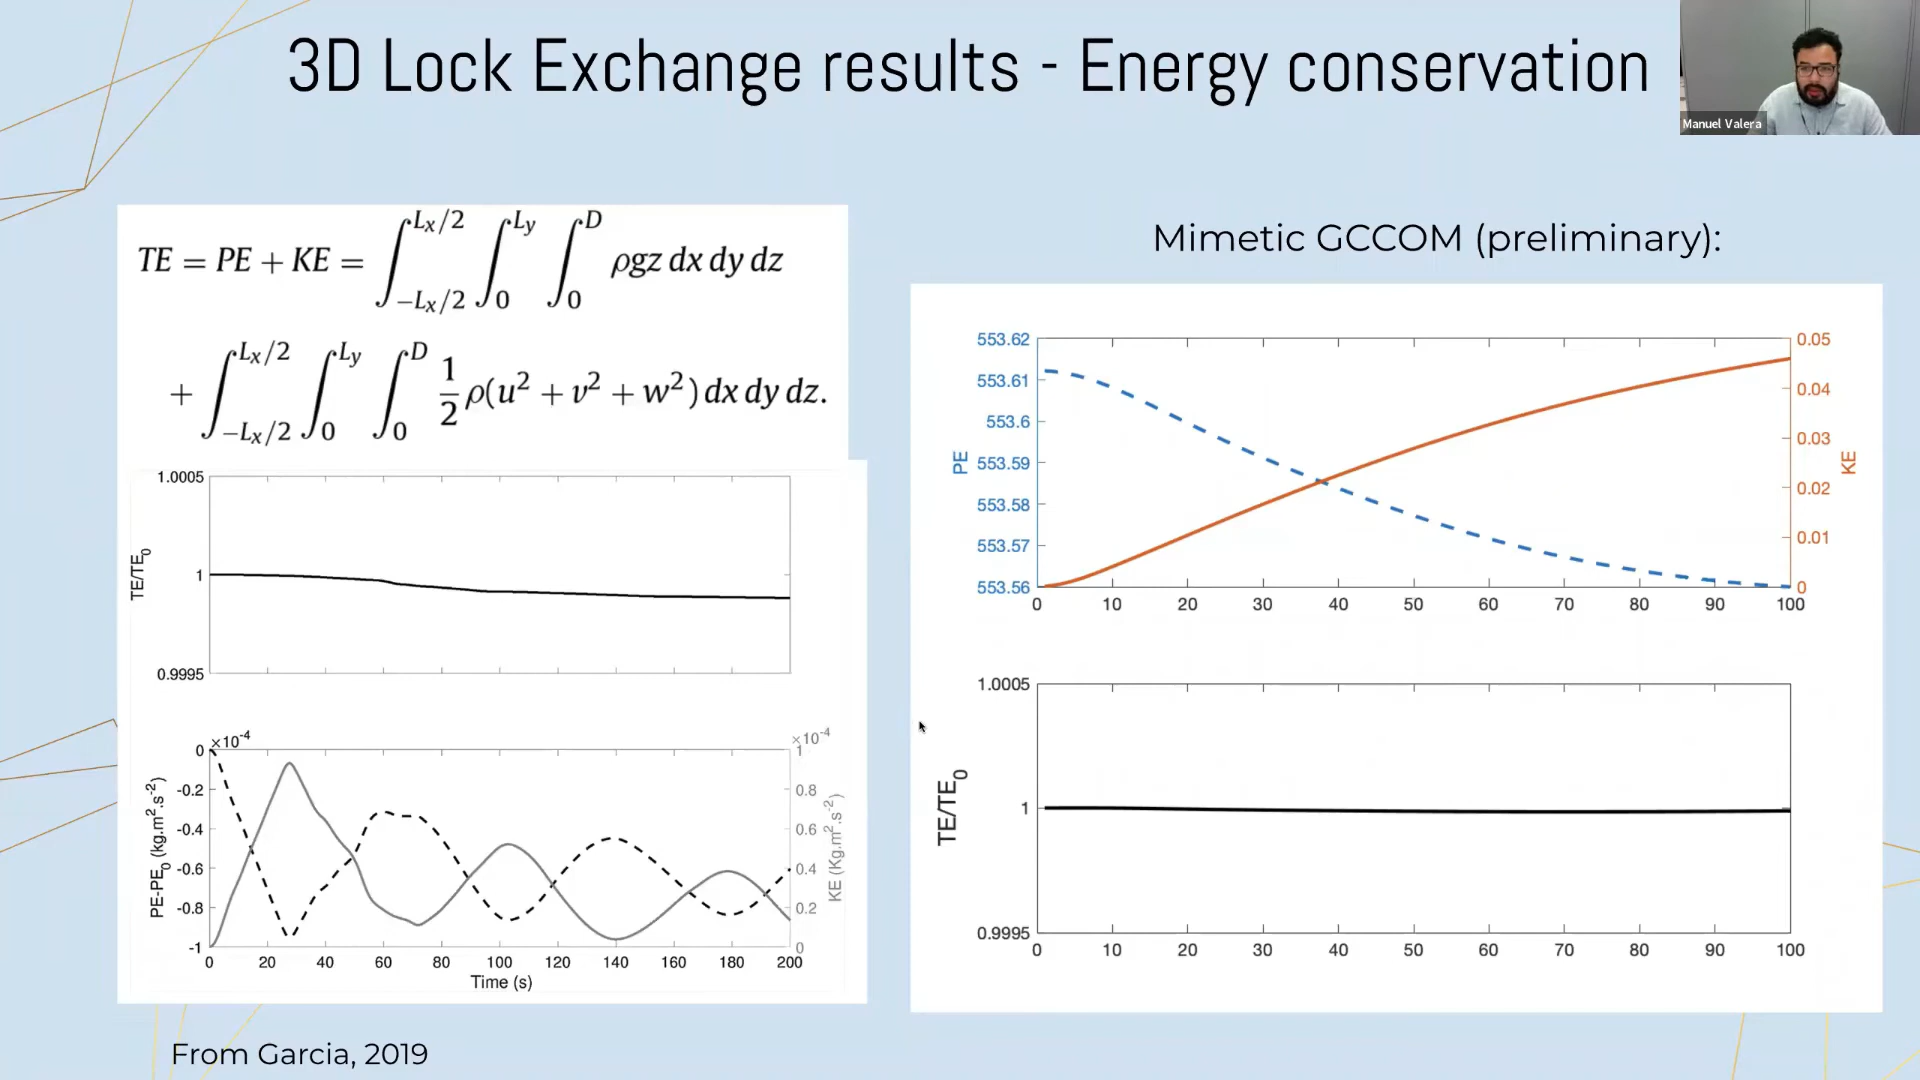 3D Lock Exchange results - Energy conservation
Manuel Valera
TE = PE + KE = ∫_{−Lx/2}^{Lx/2} ∫_0^{Ly} ∫_0^D ρgz dx dy dz
+ ∫_{−Lx/2}^{Lx/2} ∫_0^{Ly} ∫_0^D 1/2 ρ(u² + v² + w²) dx dy dz.
1.0005
1
0.9995
TE/TE₀
0 ×10⁻⁴
-0.2
-0.4
-0.6
-0.8
-1
PE-PE₀ (kg.m².s⁻²)
×10⁻⁴
1
0.8
0.6
0.4
0.2
0
KE (Kg.m².s⁻²)
0 20 40 60 80 100 120 140 160 180 200
Time (s)
From Garcia, 2019
Mimetic GCCOM (preliminary):
553.62
553.61
553.6
553.59
553.58
553.57
553.56
PE
0.05
0.04
0.03
0.02
0.01
0
KE
0 10 20 30 40 50 60 70 80 90 100
1.0005
1
0.9995
TE/TE₀
0 10 20 30 40 50 60 70 80 90 100